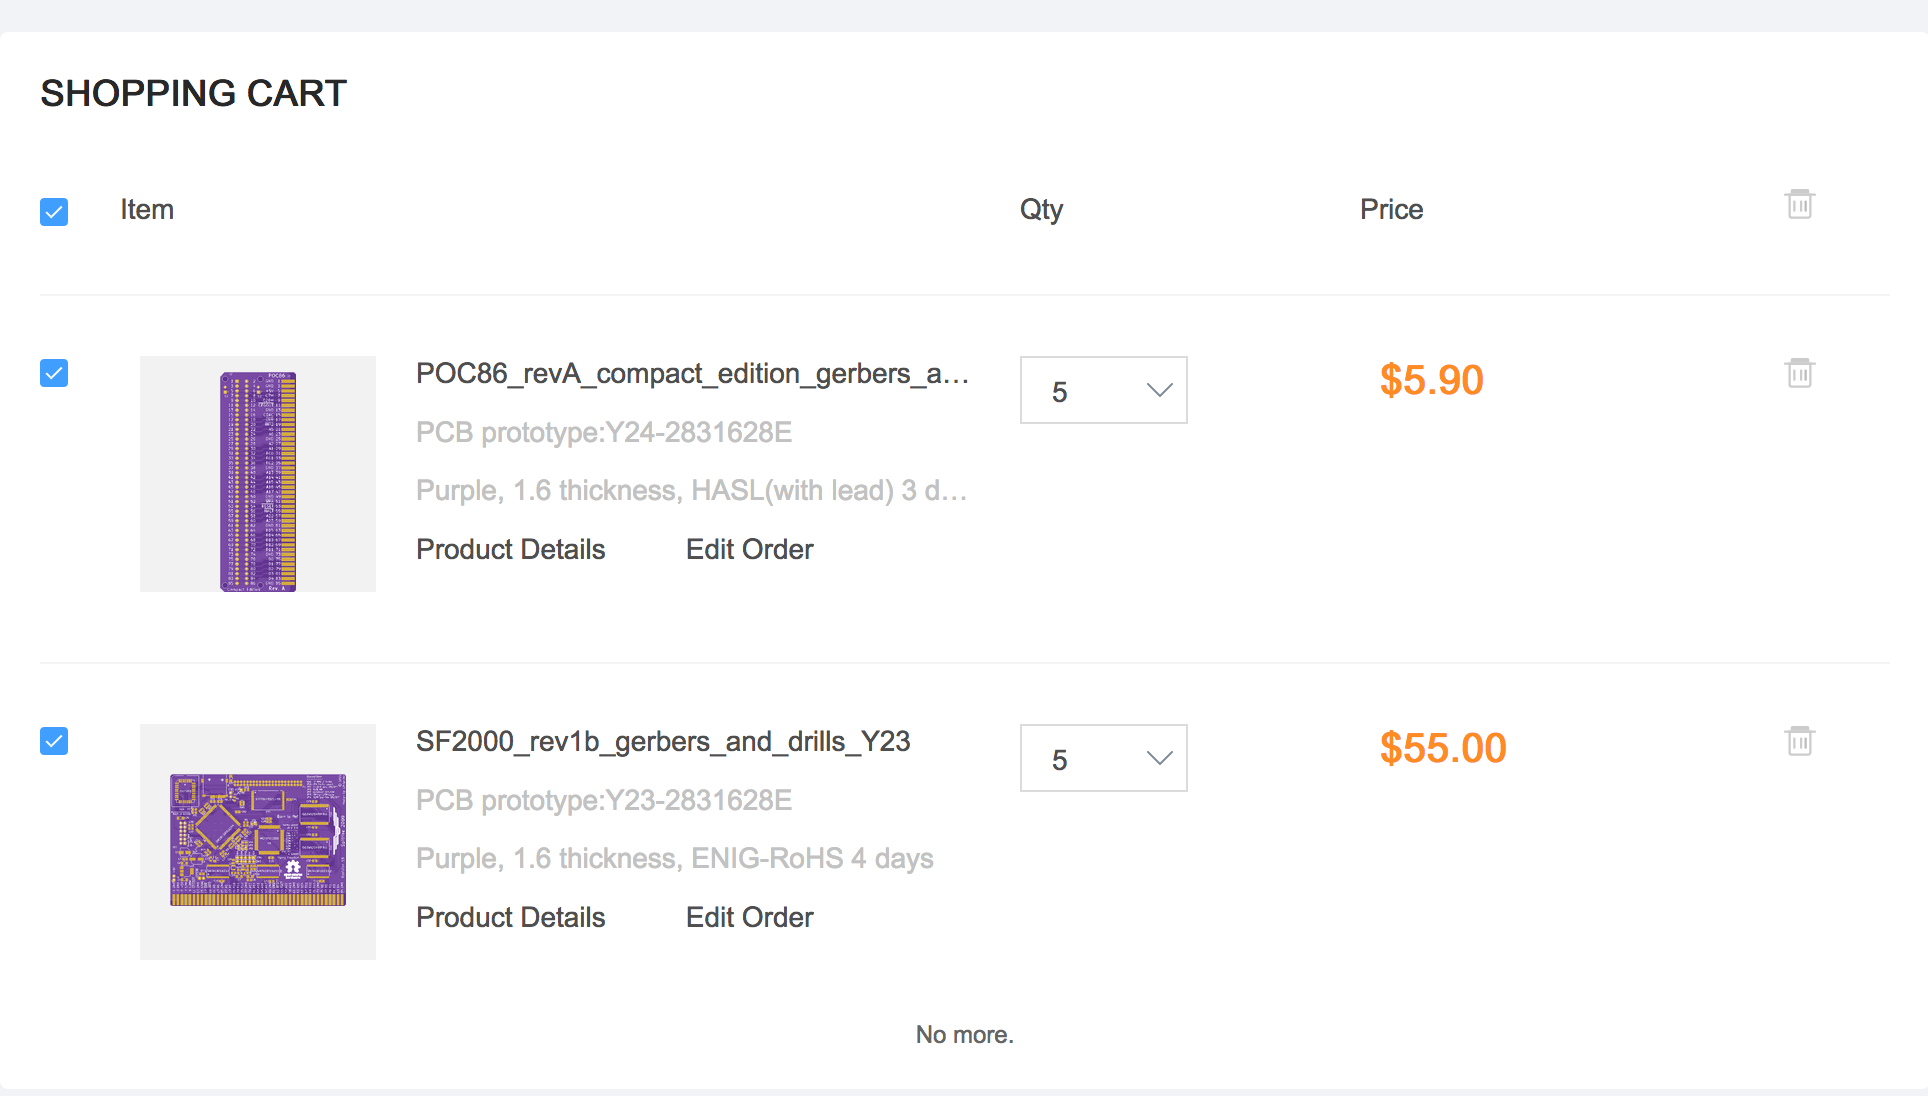 SHOPPING CART
Item Qty Price
POC86_revA_compact_edition_gerbers_a... 5 $5.90
PCB prototype:Y24-2831628E
Purple, 1.6 thickness, HASL(with lead) 3 d...
Product Details Edit Order
POC86
Rev. A
SF2000_rev1b_gerbers_and_drills_Y23 5 $55.00
PCB prototype:Y23-2831628E
Purple, 1.6 thickness, ENIG-RoHS 4 days
Product Details Edit Order
No more.